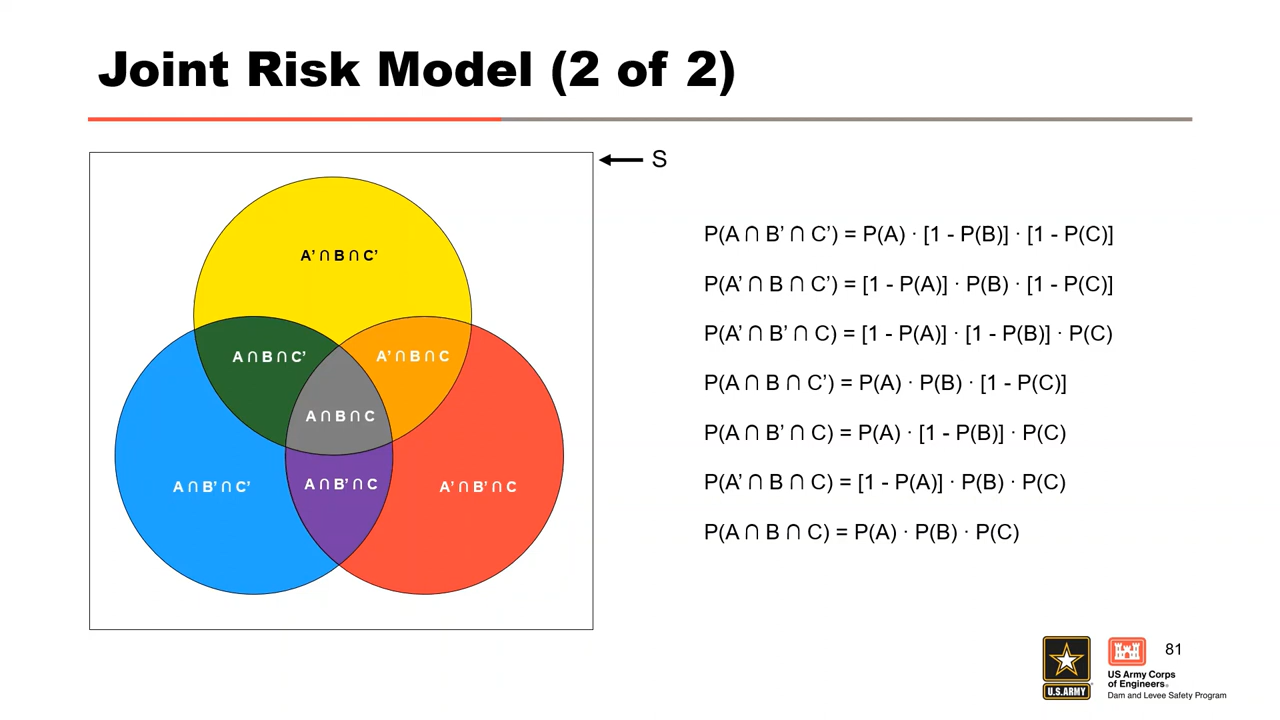 Joint Risk Model (2 of 2)
S
A’ ∩ B ∩ C’
A ∩ B ∩ C’
A’ ∩ B ∩ C
A ∩ B ∩ C
A ∩ B’ ∩ C’
A ∩ B’ ∩ C
A’ ∩ B’ ∩ C
P(A ∩ B’ ∩ C’) = P(A) · [1 - P(B)] · [1 - P(C)]
P(A’ ∩ B ∩ C’) = [1 - P(A)] · P(B) · [1 - P(C)]
P(A’ ∩ B’ ∩ C) = [1 - P(A)] · [1 - P(B)] · P(C)
P(A ∩ B ∩ C’) = P(A) · P(B) · [1 - P(C)]
P(A ∩ B’ ∩ C) = P(A) · [1 - P(B)] · P(C)
P(A’ ∩ B ∩ C) = [1 - P(A)] · P(B) · P(C)
P(A ∩ B ∩ C) = P(A) · P(B) · P(C)
U.S. ARMY
US Army Corps
of Engineers®
Dam and Levee Safety Program
81